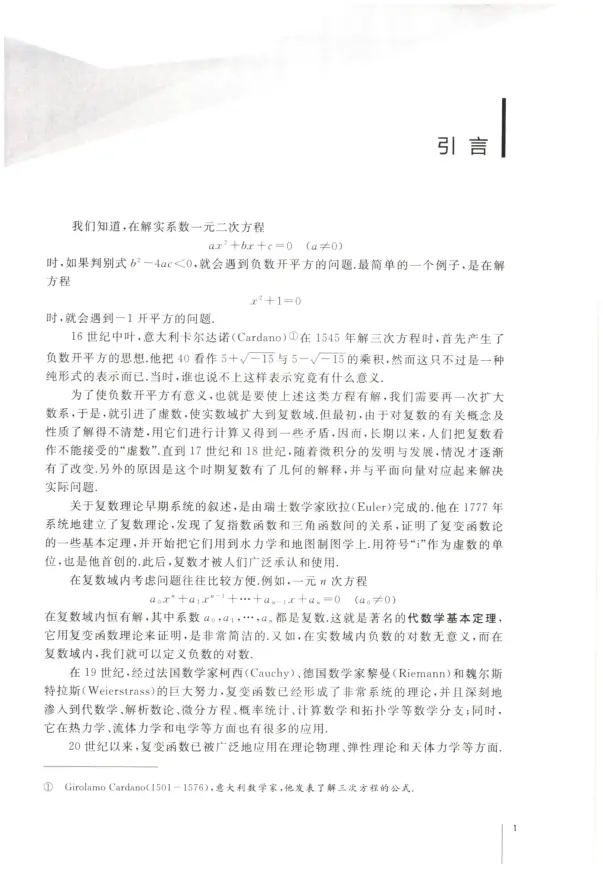 引言
我们知道,在解实系数一元二次方程
ax²+bx+c=0 (a≠0)
时,如果判别式 b²-4ac<0,就会遇到负数开平方的问题.最简单的一个例子,是在解
方程
x²+1=0
时,就会遇到-1开平方的问题.
16世纪中叶,意大利卡尔达诺(Cardano)①在1545年解三次方程时,首先产生了
负数开平方的思想.他把40看作5+√-15与5-√-15的乘积,然而这只不过是一种
纯形式的表示而已.当时,谁也说不上这样表示究竟有什么意义.
为了使负数开平方有意义,也就是要使上述这类方程有解,我们需要再一次扩大
数系,于是,就引进了虚数,使实数域扩大到复数域.但最初,由于对复数的有关概念及
性质了解得不清楚,用它们进行计算又得到一些矛盾,因而,长期以来,人们把复数看
作不能接受的“虚数”.直到17世纪和18世纪,随着微积分的发明与发展,情况才逐渐
有了改变.另外的原因是这个时期复数有了几何的解释,并与平面向量对应起来解决
实际问题.
关于复数理论早期系统的叙述,是由瑞士数学家欧拉(Euler)完成的.他在1777年
系统地建立了复数理论,发现了复指数函数和三角函数间的关系,证明了复变函数论
的一些基本定理,并开始把它们用到水力学和地图制图学上.用符号“i”作为虚数的单
位,也是他首创的.此后,复数才被人们广泛承认和使用.
在复数域内考虑问题往往比较方便.例如,一元n次方程
a₀xⁿ+a₁xⁿ⁻¹+⋯+aₙ₋₁x+aₙ=0 (a₀≠0)
在复数域内恒有解,其中系数a₀,a₁,⋯,aₙ都是复数.这就是著名的代数学基本定理,
它用复变函数理论来证明,是非常简洁的.又如,在实数域内负数的对数无意义,而在
复数域内,我们就可以定义负数的对数.
在19世纪,经过法国数学家柯西(Cauchy)、德国数学家黎曼(Riemann)和魏尔斯
特拉斯(Weierstrass)的巨大努力,复变函数已经形成了非常系统的理论,并且深刻地
渗入到代数学、解析数论、微分方程、概率统计、计算数学和拓扑学等数学分支;同时,
它在热力学、流体力学和电学等方面也有很多的应用.
20世纪以来,复变函数已被广泛地应用在理论物理、弹性理论和天体力学等方面.
① Girolamo Cardano(1501-1576),意大利数学家,他发表了解三次方程的公式.
1